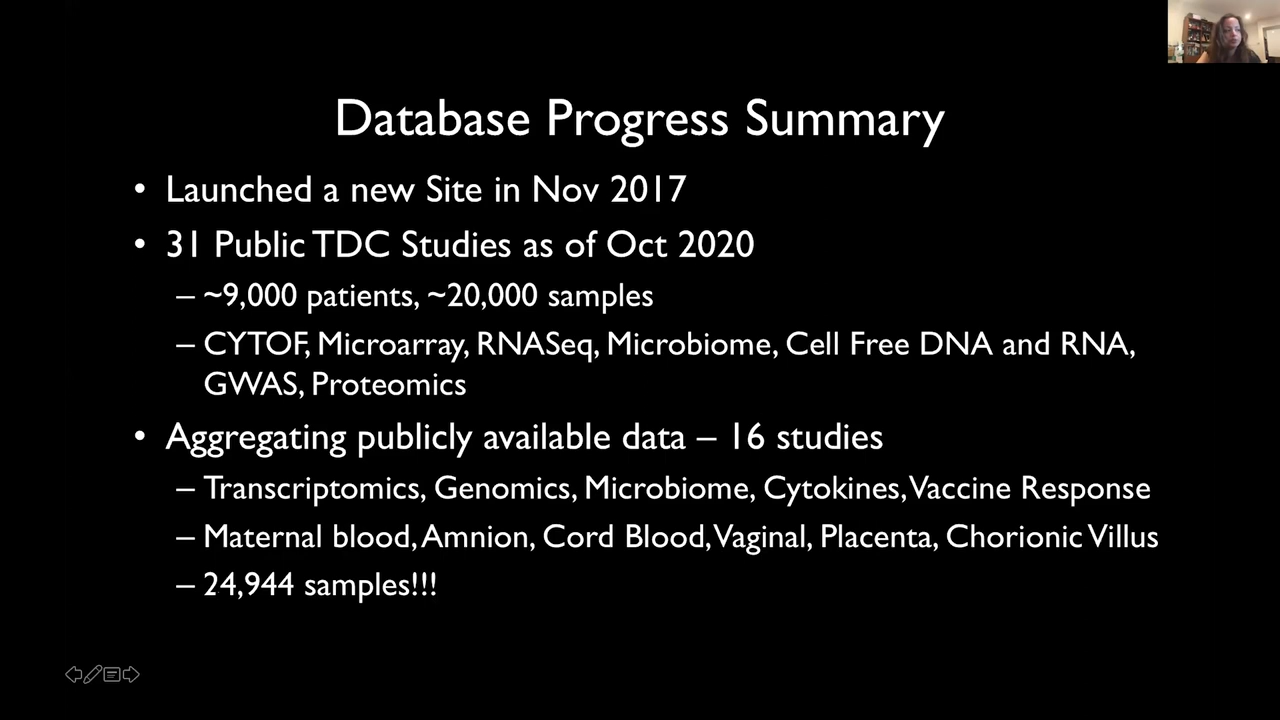 Database Progress Summary
• Launched a new Site in Nov 2017
• 31 Public TDC Studies as of Oct 2020
– ~9,000 patients, ~20,000 samples
– CYTOF, Microarray, RNASeq, Microbiome, Cell Free DNA and RNA,
GWAS, Proteomics
• Aggregating publicly available data – 16 studies
– Transcriptomics, Genomics, Microbiome, Cytokines, Vaccine Response
– Maternal blood, Amnion, Cord Blood, Vaginal, Placenta, Chorionic Villus
– 24,944 samples!!!